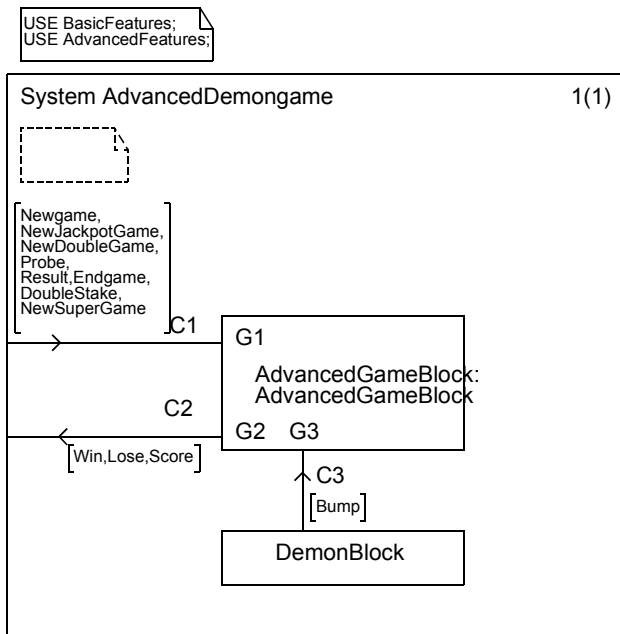 USE BasicFeatures;
USE AdvancedFeatures;
System AdvancedDemongame 1(1)
Newgame,
NewJackpotGame,
NewDoubleGame,
Probe,
Result,Endgame,
DoubleStake,
NewSuperGame
C1
G1
AdvancedGameBlock:
AdvancedGameBlock
C2
G2 G3
Win,Lose,Score
C3
Bump
DemonBlock